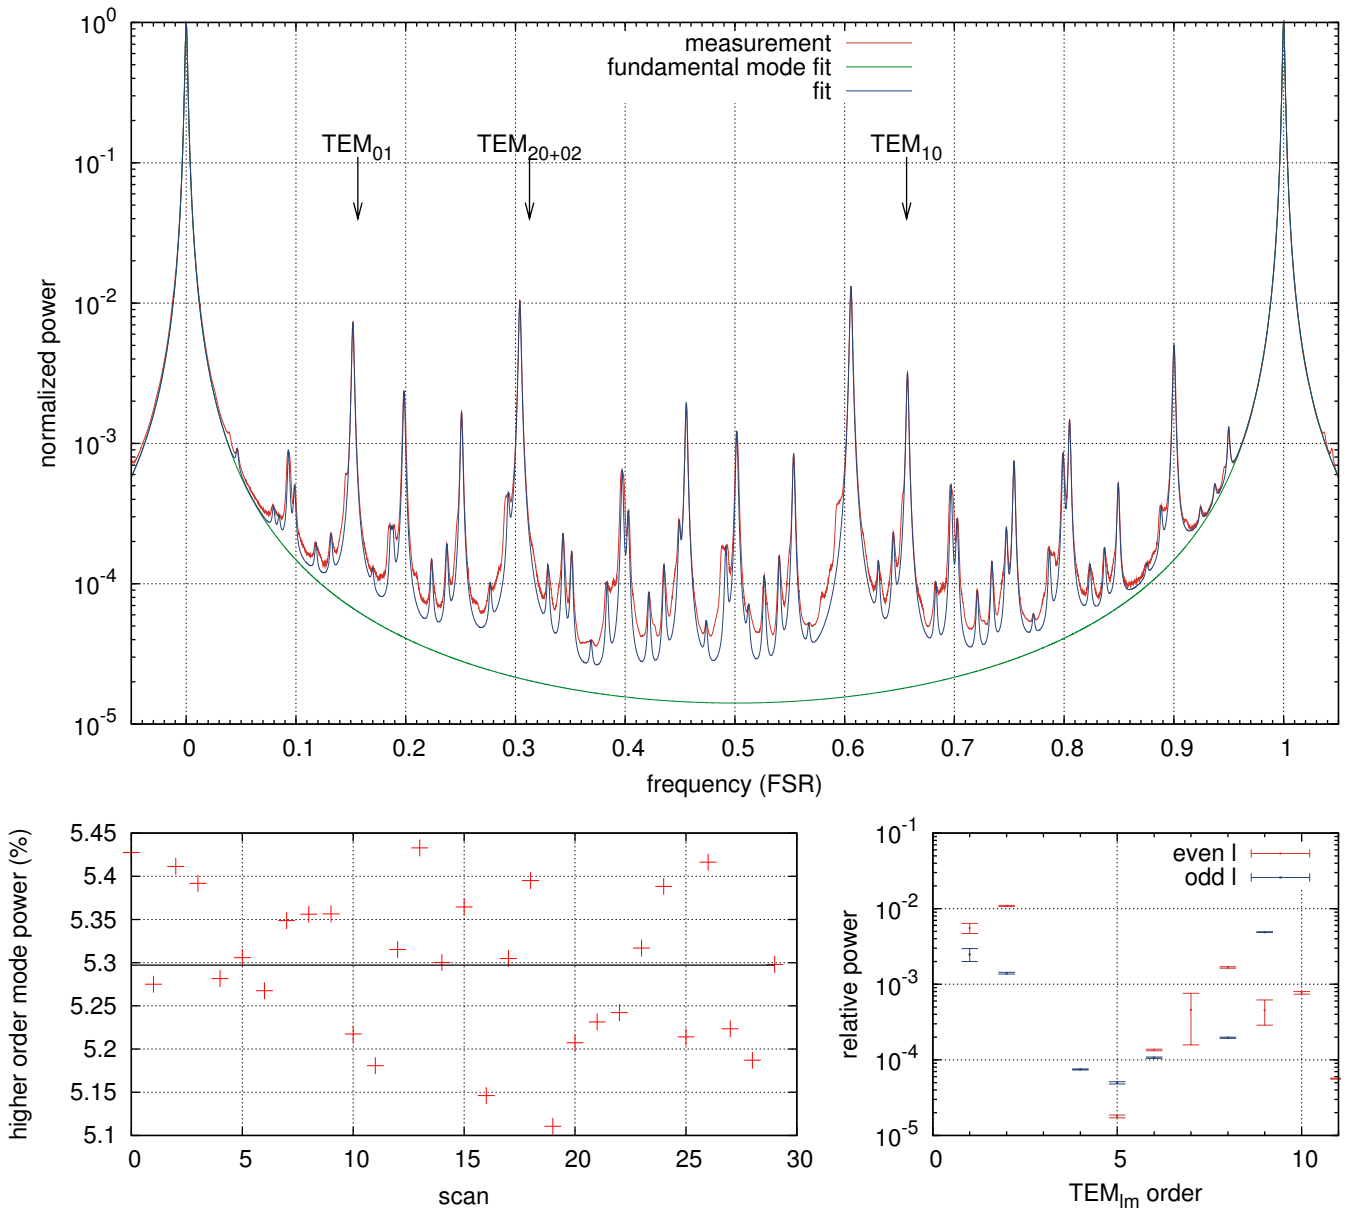 10^0
10^-1
10^-2
10^-3
10^-4
10^-5
normalized power
measurement
fundamental mode fit
fit
TEM_01
TEM_20+02
TEM_10
0 0.1 0.2 0.3 0.4 0.5 0.6 0.7 0.8 0.9 1
frequency (FSR)
5.45
5.4
5.35
5.3
5.25
5.2
5.15
5.1
higher order mode power (%)
0 5 10 15 20 25 30
scan
10^-1
10^-2
10^-3
10^-4
10^-5
relative power
even l
odd l
0 5 10
TEM_lm order